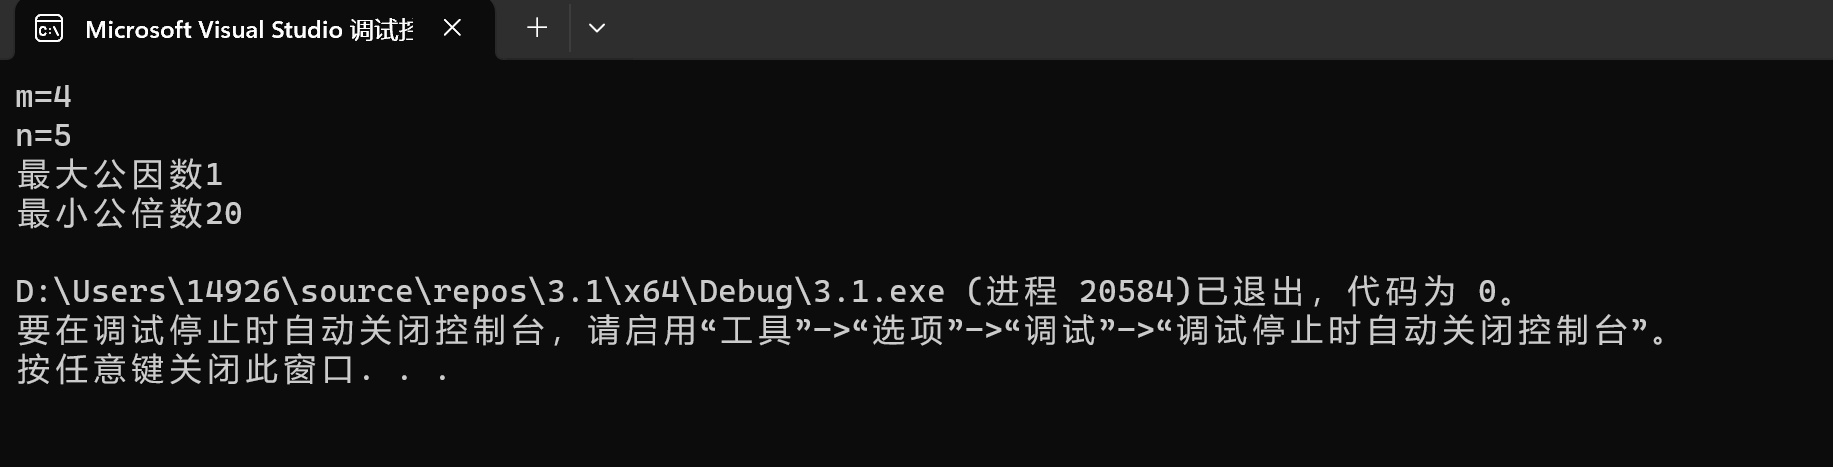 Microsoft Visual Studio 调试控
m=4
n=5
最大公因数1
最小公倍数20
D:\Users\14926\source\repos\3.1\x64\Debug\3.1.exe (进程 20584)已退出，代码为 0。
要在调试停止时自动关闭控制台，请启用“工具”->“选项”->“调试”->“调试停止时自动关闭控制台”。
按任意键关闭此窗口. . .